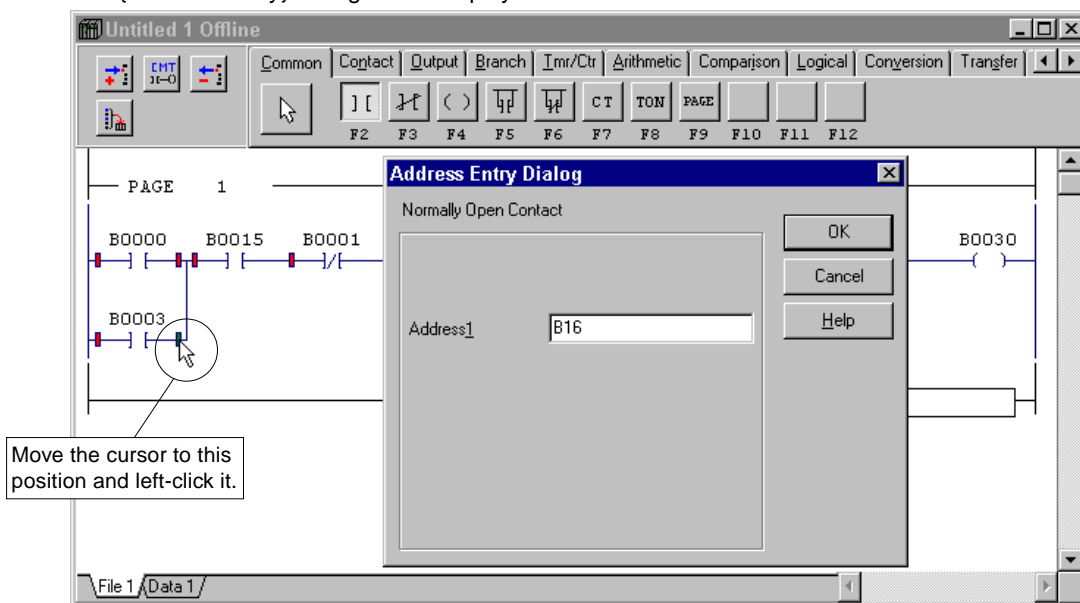 Untitled 1 Offline
CMT
Common Contact Output Branch Tmr/Ctr Arithmetic Comparison Logical Conversion Transfer
CT TON PAGE
F2 F3 F4 F5 F6 F7 F8 F9 F10 F11 F12
PAGE 1
Address Entry Dialog
Normally Open Contact
OK
Cancel
Help
Address1 B16
B0000 B0015 B0001 B0030
B0003
Move the cursor to this
position and left-click it.
File 1 Data 1